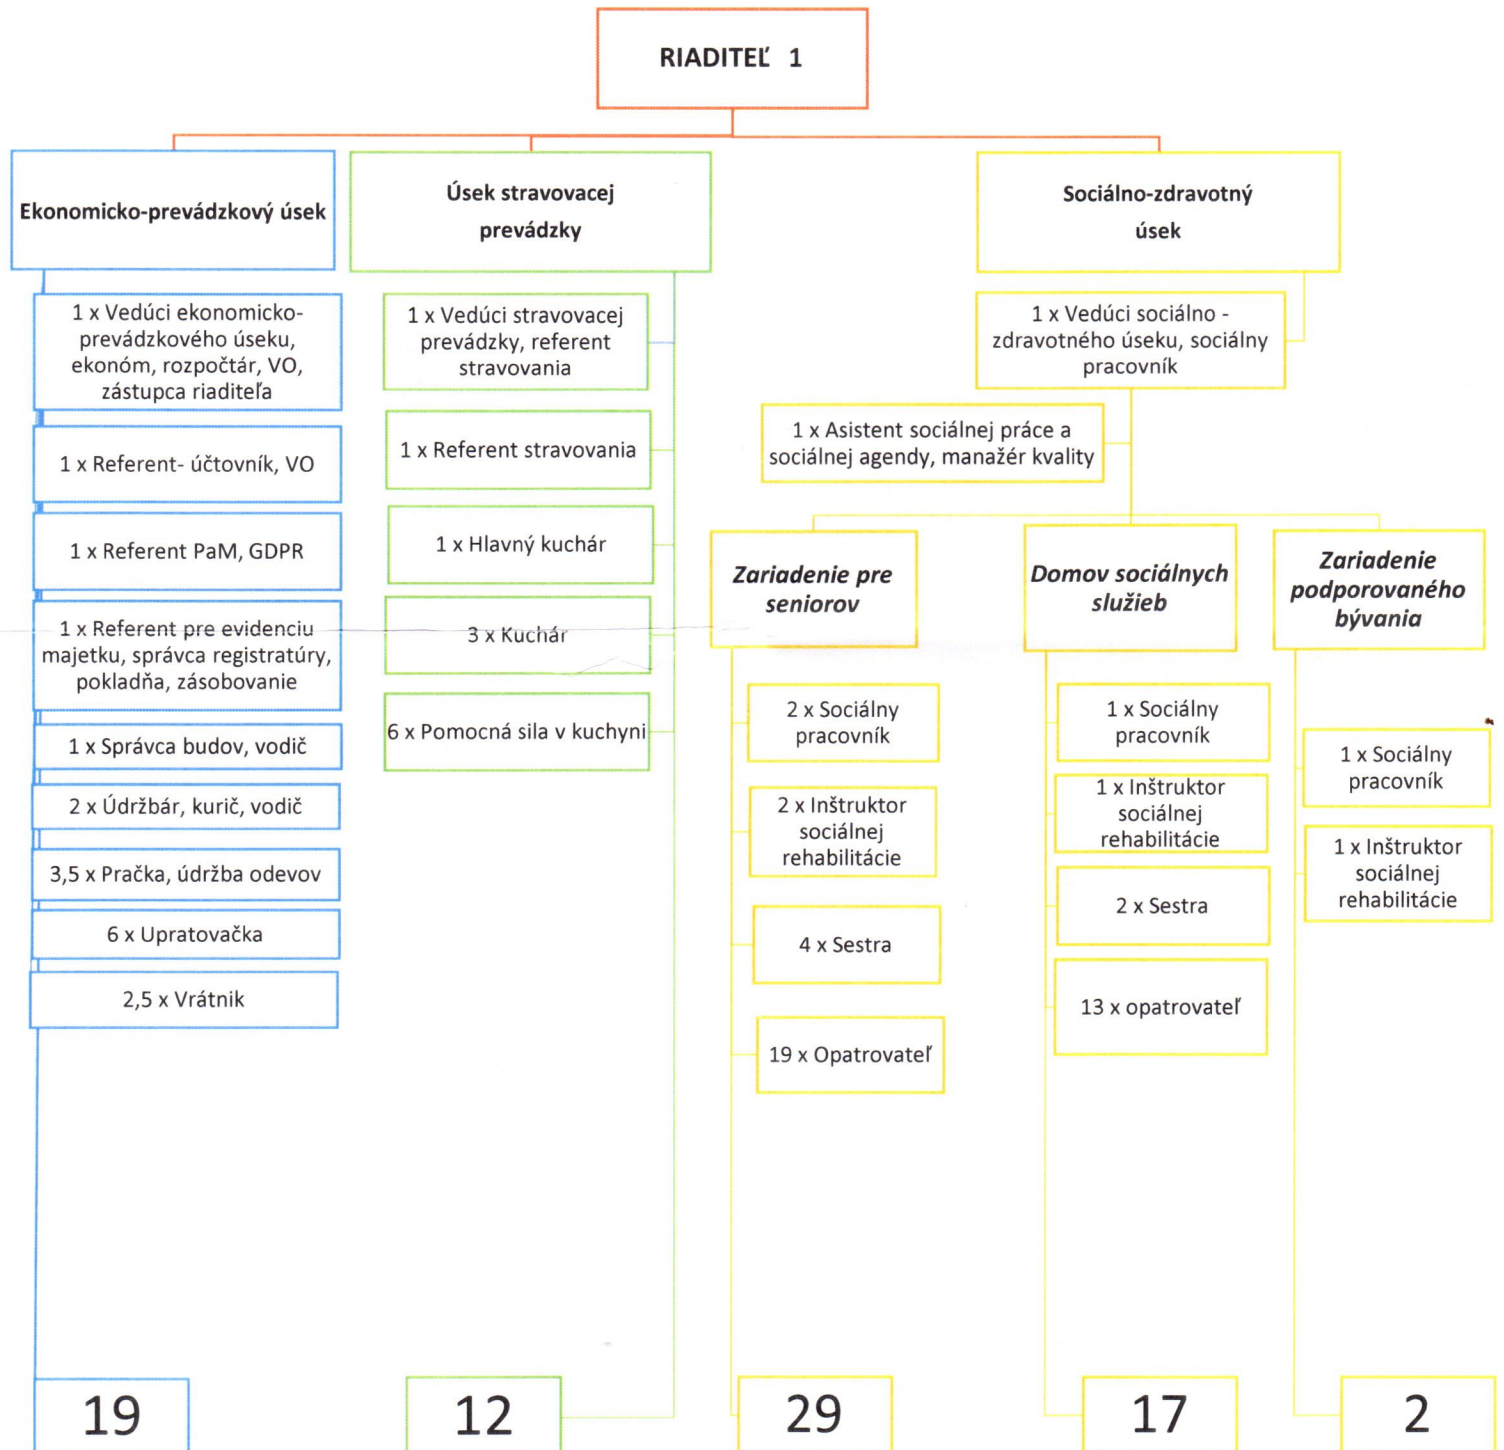 RIADITEĽ 1
Ekonomicko-prevádzkový úsek
Úsek stravovacej
prevádzky
Sociálno-zdravotný
úsek
1 x Vedúci ekonomicko-
prevádzkového úseku,
ekonóm, rozpočtár, VO,
zástupca riaditeľa
1 x Referent- účtovník, VO
1 x Referent PaM, GDPR
1 x Referent pre evidenciu
majetku, správca registratúry,
pokladňa, zásobovanie
1 x Správca budov, vodič
2 x Údržbár, kurič, vodič
3,5 x Pračka, údržba odevov
6 x Upratovačka
2,5 x Vrátnik
1 x Vedúci stravovacej
prevádzky, referent
stravovania
1 x Referent stravovania
1 x Hlavný kuchár
3 x Kuchár
6 x Pomocná sila v kuchyni
1 x Vedúci sociálno -
zdravotného úseku, sociálny
pracovník
1 x Asistent sociálnej práce a
sociálnej agendy, manažér kvality
Zariadenie pre
seniorov
2 x Sociálny
pracovník
2 x Inštruktor
sociálnej
rehabilitácie
4 x Sestra
19 x Opatrovateľ
Domov sociálnych
služieb
1 x Sociálny
pracovník
1 x Inštruktor
sociálnej
rehabilitácie
2 x Sestra
13 x opatrovateľ
Zariadenie
podporovaného
bývania
1 x Sociálny
pracovník
1 x Inštruktor
sociálnej
rehabilitácie
19
12
29
17
2